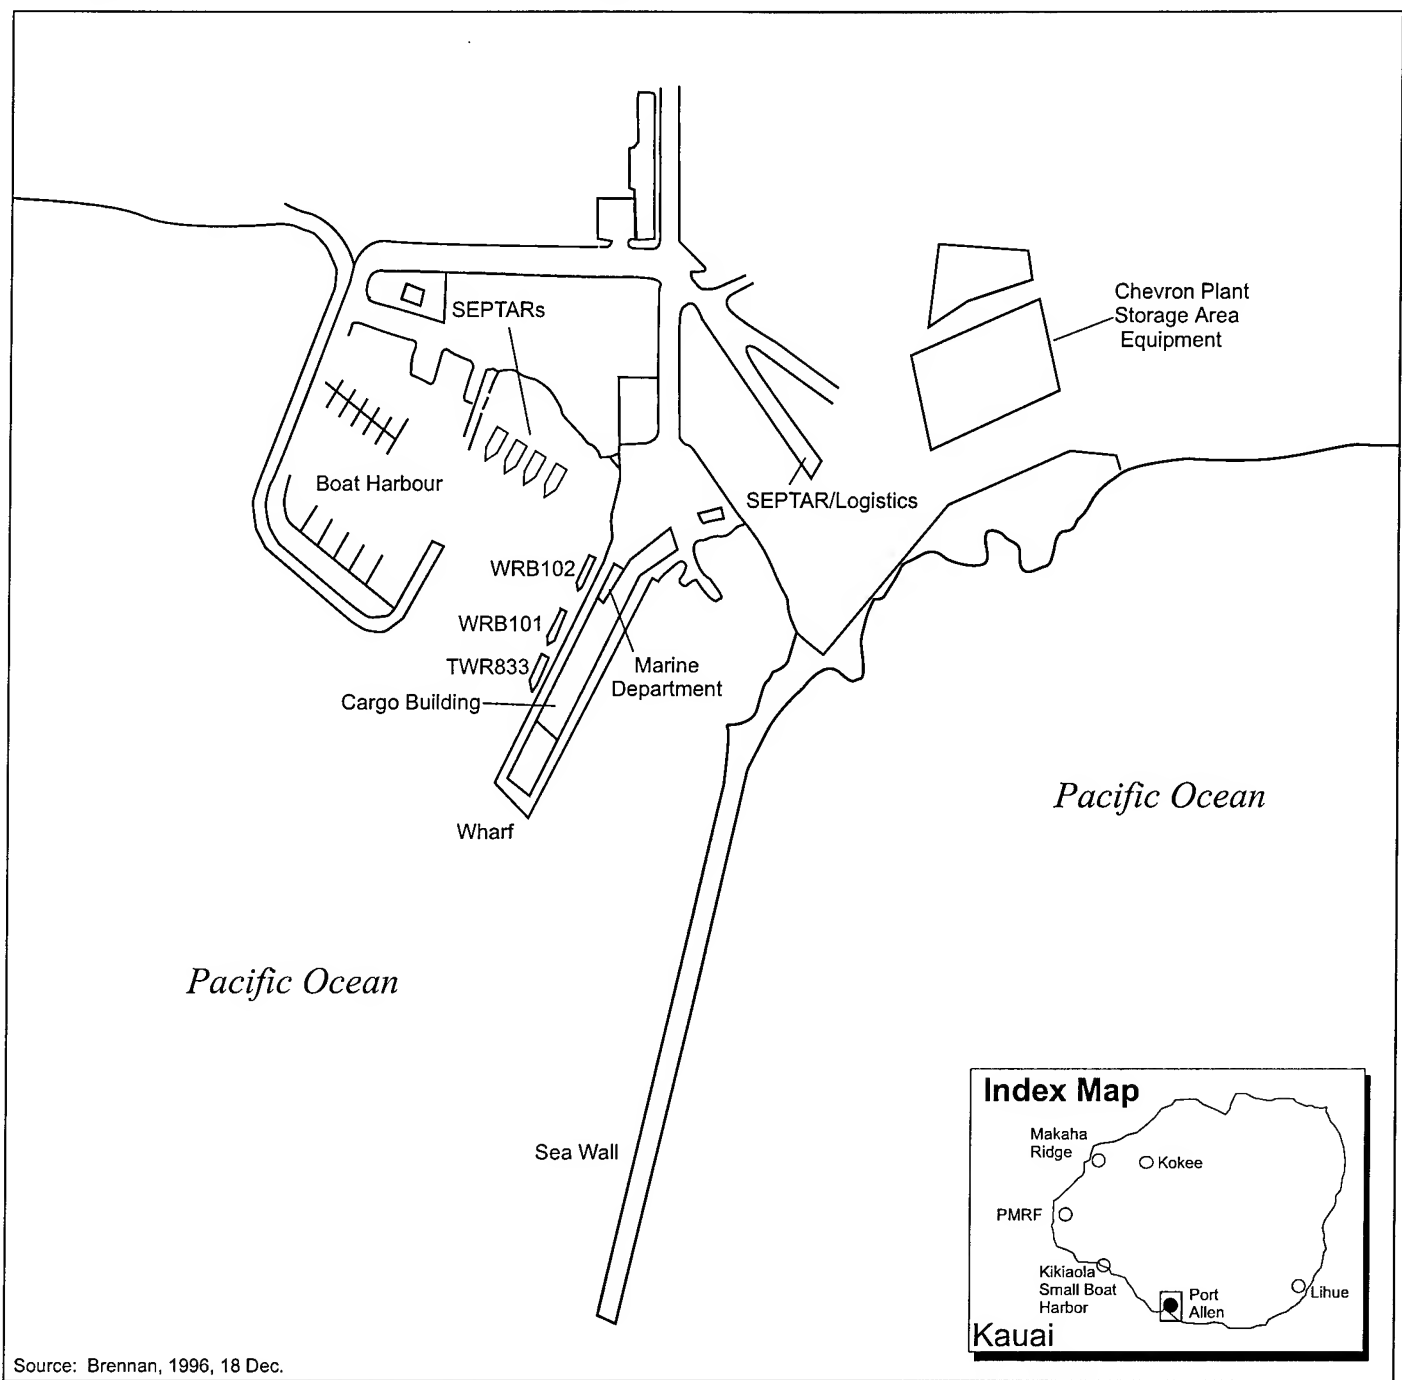 SEPTARs
Chevron Plant
Storage Area
Equipment
Boat Harbour
SEPTAR/Logistics
WRB102
WRB101
TWR833
Marine
Department
Cargo Building
Wharf
Pacific Ocean
Pacific Ocean
Sea Wall
Index Map
Makaha
Ridge
Kokee
PMRF
Kikiaola
Small Boat
Harbor
Port
Allen
Lihue
Kauai
Source: Brennan, 1996, 18 Dec.